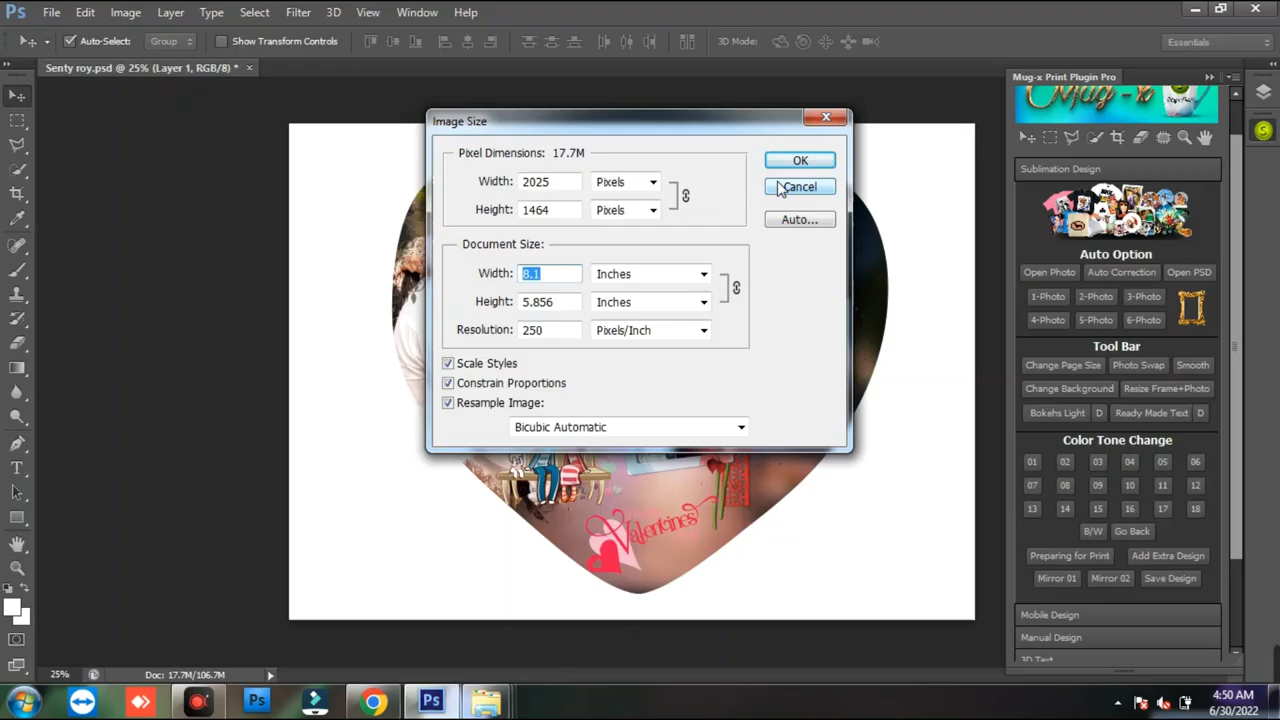 Ps File Edit Image Layer Type Select Filter 3D View Window Help
Auto-Select: Group Show Transform Controls 3D Mode: Essentials
Senty roy.psd @ 25% (Layer 1, RGB/8) *
Mug-x Print Plugin Pro
Mug-x
Image Size
Pixel Dimensions: 17.7M
Width: 2025 Pixels
Height: 1464 Pixels
OK
Cancel
Auto...
Document Size:
Width: 8.1 Inches
Height: 5.856 Inches
Resolution: 250 Pixels/Inch
Scale Styles
Constrain Proportions
Resample Image:
Bicubic Automatic
Valentines
Sublimation Design
Auto Option
Open Photo Auto Correction Open PSD
1-Photo 2-Photo 3-Photo
4-Photo 5-Photo 6-Photo
Tool Bar
Change Page Size Photo Swap Smooth
Change Background Resize Frame+Photo
Bokehs Light D Ready Made Text D
Color Tone Change
01 02 03 04 05 06
07 08 09 10 11 12
13 14 15 16 17 18
B/W Go Back
Preparing for Print Add Extra Design
Mirror 01 Mirror 02 Save Design
Mobile Design
Manual Design
3D Text
25% Doc: 17.7M/106.7M
Ps Ps
4:50 AM
6/30/2022